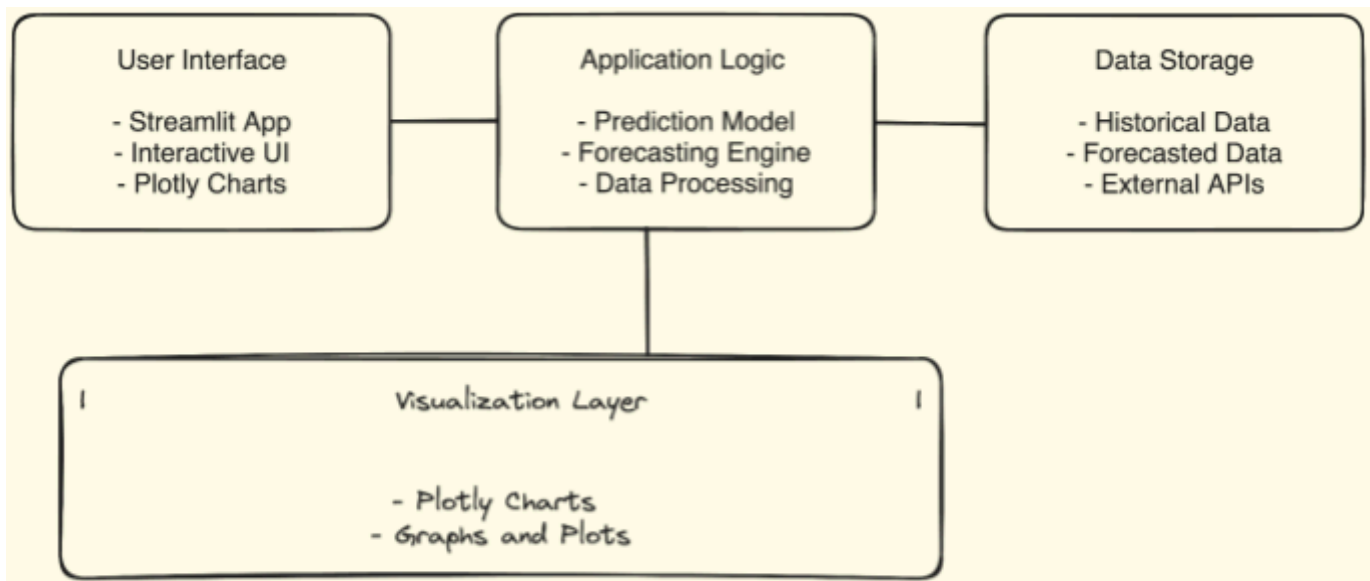 User Interface
- Streamlit App
- Interactive UI
- Plotly Charts
Application Logic
- Prediction Model
- Forecasting Engine
- Data Processing
Data Storage
- Historical Data
- Forecasted Data
- External APIs
| Visualization Layer |
- Plotly Charts
- Graphs and Plots